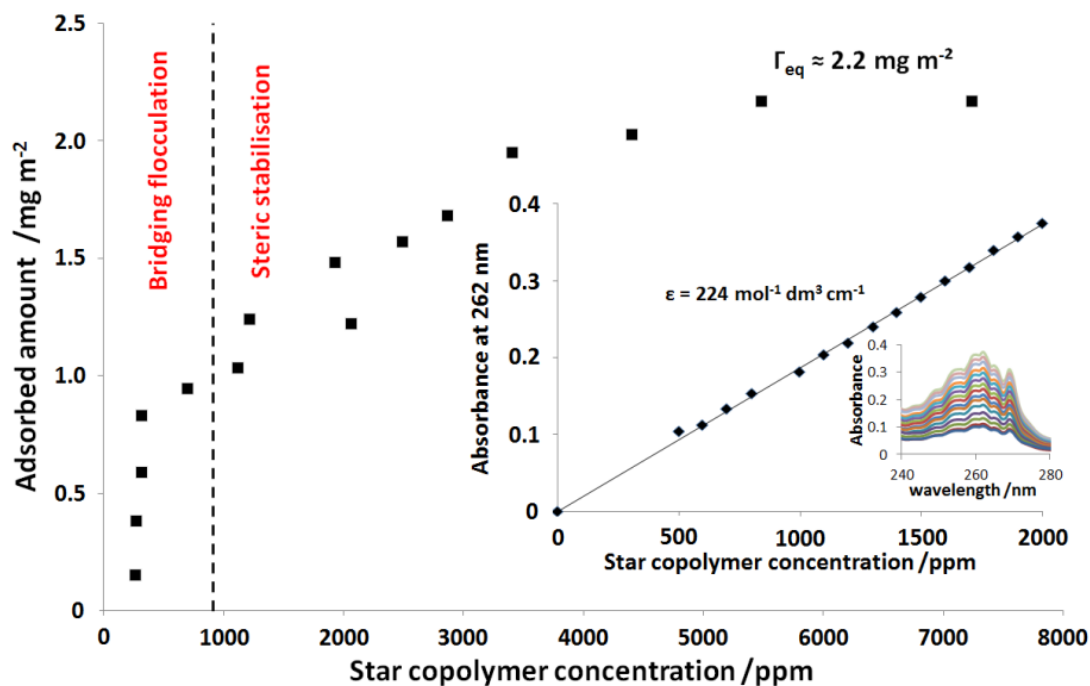 2.5
2.0
1.5
1.0
0.5
0
Adsorbed amount /mg m⁻²
Bridging flocculation
Steric stabilisation
Γeq ≈ 2.2 mg m⁻²
0 1000 2000 3000 4000 5000 6000 7000 8000
Star copolymer concentration /ppm
0.4
0.3
0.2
0.1
0
Absorbance at 262 nm
ε = 224 mol⁻¹ dm³ cm⁻¹
0 500 1000 1500 2000
Star copolymer concentration /ppm
0.4
0.3
0.2
0.1
0
Absorbance
240 260 280
wavelength /nm